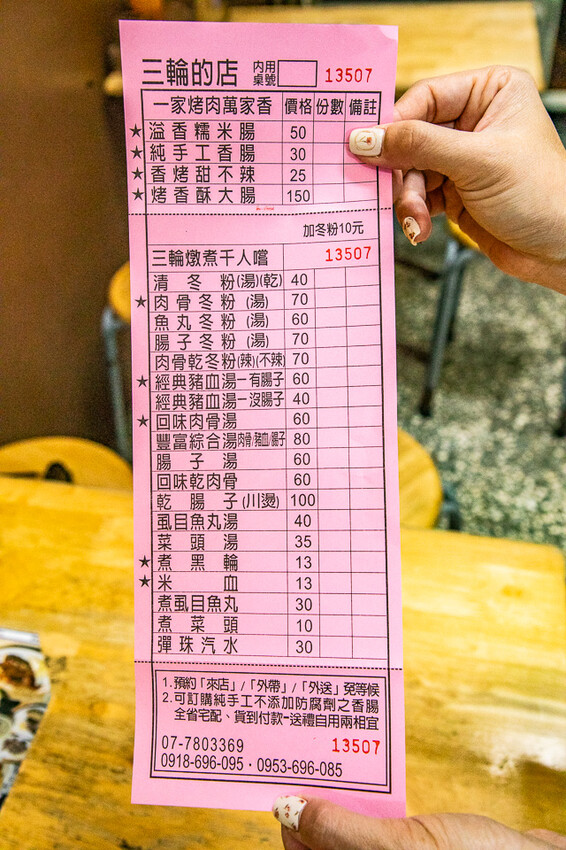 三輪的店 內用桌號 13507
一家烤肉萬家香 價格 份數 備註
★溢香糯米腸 50
★純手工香腸 30
★香烤甜不辣 25
★烤香酥大腸 150
加冬粉10元
三輪燉煮千人嚐 13507
清冬粉(湯)(乾) 40
★肉骨冬粉(湯) 70
魚丸冬粉(湯) 60
腸子冬粉(湯) 70
肉骨乾冬粉(辣)(不辣) 70
★經典豬血湯–有腸子 60
經典豬血湯–沒腸子 40
★回味肉骨湯 60
豐富綜合湯肉骨/豬血/腸子 80
腸子湯 60
回味乾肉骨 60
乾腸子(川燙) 100
虱目魚丸湯 40
菜頭湯 35
★煮黑輪 13
★米血 13
煮虱目魚丸 30
煮菜頭 10
彈珠汽水 30
1.預約「來店」/「外帶」/「外送」免等候
2.可訂購純手工不添加防腐劑之香腸
全省宅配、貨到付款–送禮自用兩相宜
07-7803369 13507
0918-696-095·0953-696-085